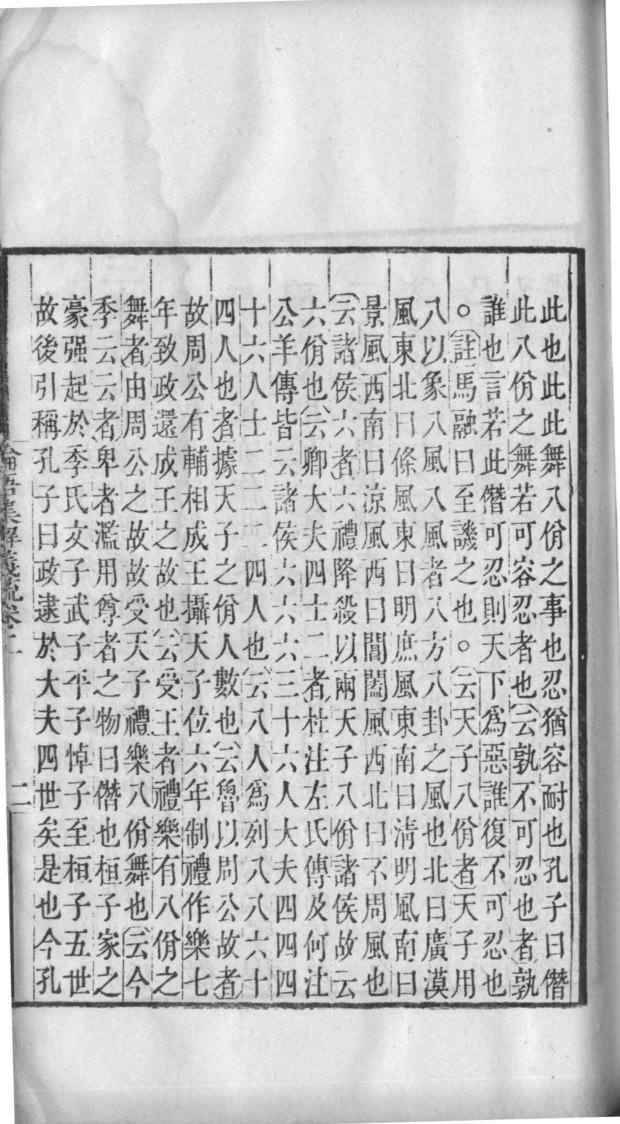 此也此此舞八佾之事也忍猶容耐也孔子曰僭
此八佾之舞若可容忍者也云孰不可忍也者孰
誰也言若此僭可忍則天下爲惡誰復不可忍也
。註馬融曰至譏之也。云天子八佾者天子用
八以象八風八風者八方八卦之風也北曰廣漠
風東北曰條風東曰明庶風東南曰清明風南曰
景風西南曰涼風西曰閶闔風西北曰不周風也
云諸侯六者六禮降殺以兩天子八佾諸侯故云
六佾也云卿大夫四士二者杜注左氏傳及何注
公羊傳皆云諸侯六六六三十六人大夫四四四
十六人士二二二 四人也云八人爲列八八六十
四人也者據天子之佾人數也云魯以周公故者
故周公有輔相成王攝天子位六年制禮作樂七
年致政還成王之故也云受王者禮樂有八佾之
舞者由周公之故故受天子禮樂八佾舞也云今
季云云者卑者濫用尊者之物曰僭也桓子家之
豪强起於季氏文子武子平子悼子至桓子五世
故後引稱孔子曰政逮於大夫四世矣是也今孔
論語集解義疏卷二 二